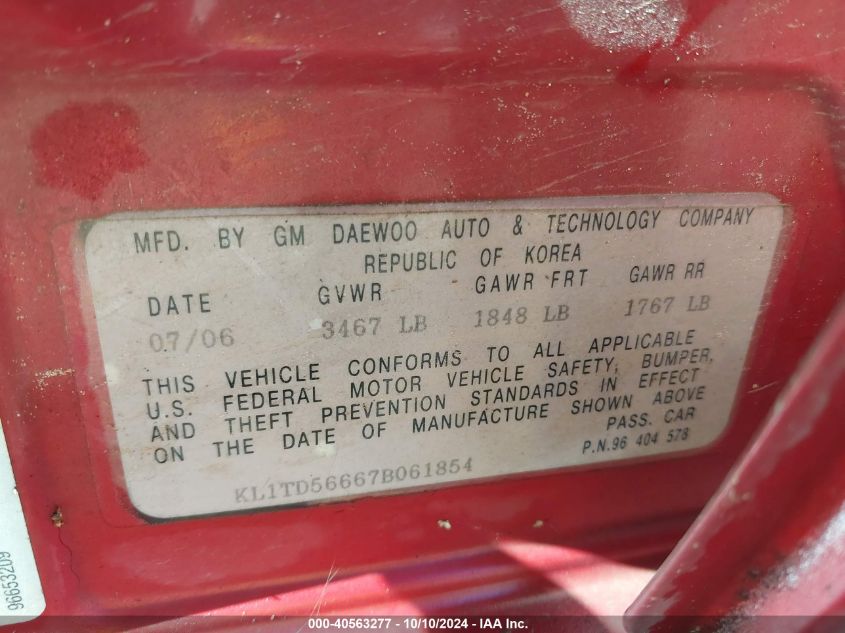 MFD. BY GM DAEWOO AUTO & TECHNOLOGY COMPANY
REPUBLIC OF KOREA
DATE GVWR GAWR FRT GAWR RR
07/06 3467 LB 1848 LB 1767 LB
THIS VEHICLE CONFORMS TO ALL APPLICABLE
U.S. FEDERAL MOTOR VEHICLE SAFETY, BUMPER,
AND THEFT PREVENTION STANDARDS IN EFFECT
ON THE DATE OF MANUFACTURE SHOWN ABOVE
PASS. CAR
P.N.96 404 578
KL1TD56667B061854
96653209
000-40563277 - 10/10/2024 - IAA Inc.